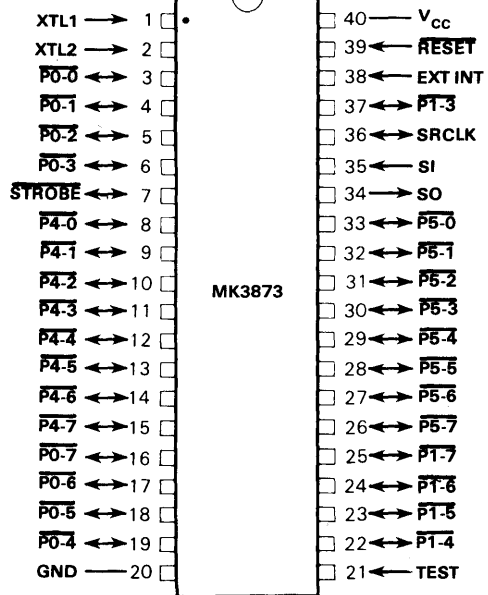 XTL1 1 40 VCC
XTL2 2 39 RESET
P0-0 3 38 EXT INT
P0-1 4 37 P1-3
P0-2 5 36 SRCLK
P0-3 6 35 SI
STROBE 7 34 SO
P4-0 8 33 P5-0
P4-1 9 32 P5-1
P4-2 10 31 P5-2
MK3873
P4-3 11 30 P5-3
P4-4 12 29 P5-4
P4-5 13 28 P5-5
P4-6 14 27 P5-6
P4-7 15 26 P5-7
P0-7 16 25 P1-7
P0-6 17 24 P1-6
P0-5 18 23 P1-5
P0-4 19 22 P1-4
GND 20 21 TEST